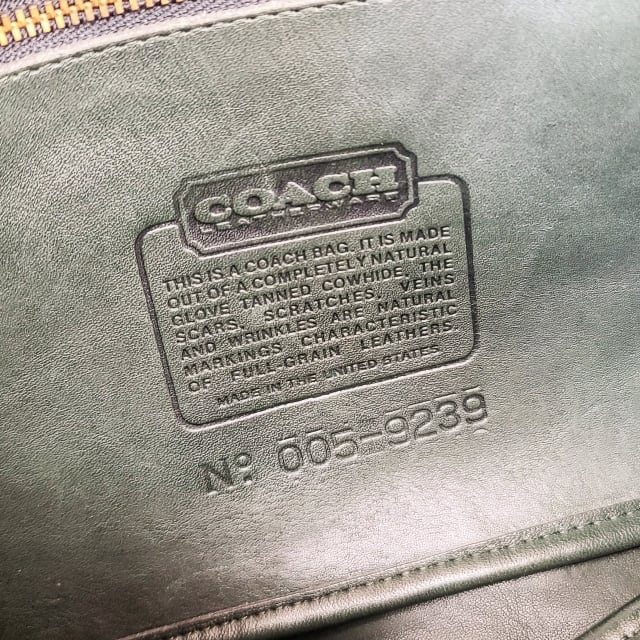 COACH
LEATHERWARE
THIS IS A COACH BAG. IT IS MADE
OUT OF A COMPLETELY NATURAL
GLOVE TANNED COWHIDE. THE
SCARS, SCRATCHES, VEINS
AND WRINKLES ARE NATURAL
MARKINGS CHARACTERISTIC
OF FULL-GRAIN LEATHERS.
MADE IN THE UNITED STATES
Nº 005-9239